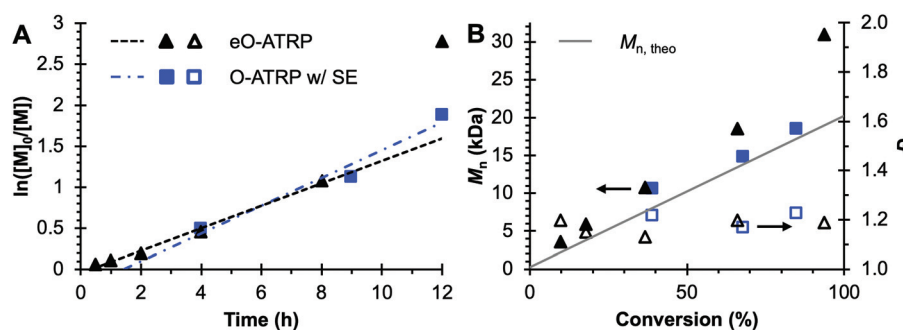 A
ln([M]₀/[M])
3
2.5
2
1.5
1
0.5
0
eO-ATRP
O-ATRP w/ SE
0 2 4 6 8 10 12
Time (h)
B
Mn (kDa)
30
25
20
15
10
5
0
Mn, theo
2.0
1.8
1.6
1.4
1.2
1.0
0 50 100
Conversion (%)